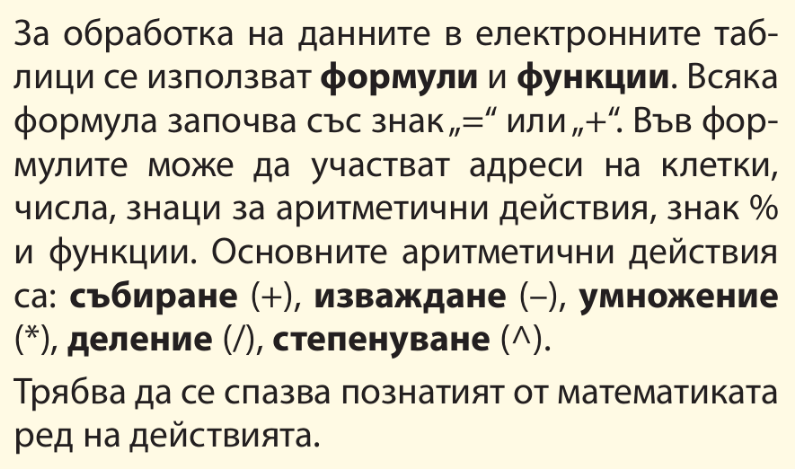 За обработка на данните в електронните таб-
лици се използват формули и функции. Всяка
формула започва със знак „=“ или „+“. Във фор-
мулите може да участват адреси на клетки,
числа, знаци за аритметични действия, знак %
и функции. Основните аритметични действия
са: събиране (+), изваждане (–), умножение
(*), деление (/), степенуване (^).
Трябва да се спазва познатият от математиката
ред на действията.